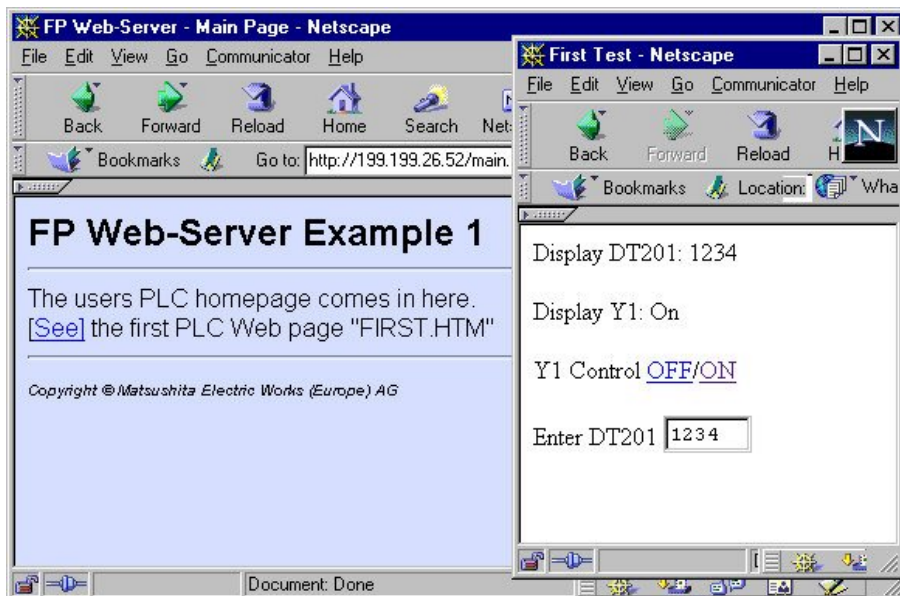 FP Web-Server - Main Page - Netscape
File Edit View Go Communicator Help
Back Forward Reload Home Search
Bookmarks Go to: http://199.199.26.52/main.
FP Web-Server Example 1
The users PLC homepage comes in here.
[See] the first PLC Web page "FIRST.HTM"
Copyright © Matsushita Electric Works (Europe) AG
Document: Done
First Test - Netscape
File Edit View Go Communicator Help
Back Forward Reload H N
Bookmarks Location: Wha
Display DT201: 1234
Display Y1: On
Y1 Control OFF/ON
Enter DT201 1234